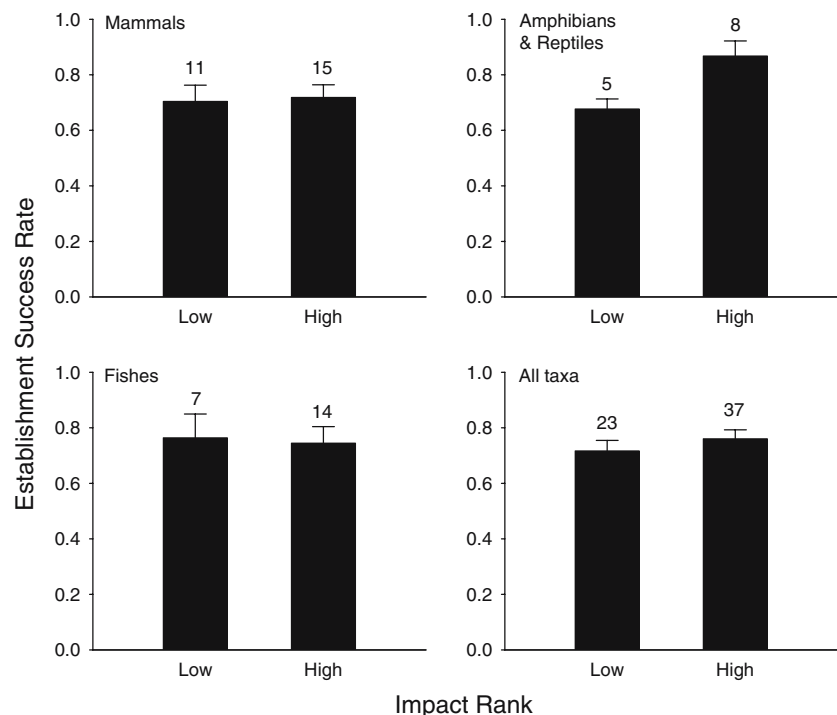 Mammals
1.0
0.8
0.6
0.4
0.2
0.0
11
15
Low
High
Amphibians
& Reptiles
1.0
0.8
0.6
0.4
0.2
0.0
5
8
Low
High
Establishment Success Rate
Fishes
1.0
0.8
0.6
0.4
0.2
0.0
7
14
Low
High
All taxa
1.0
0.8
0.6
0.4
0.2
0.0
23
37
Low
High
Impact Rank